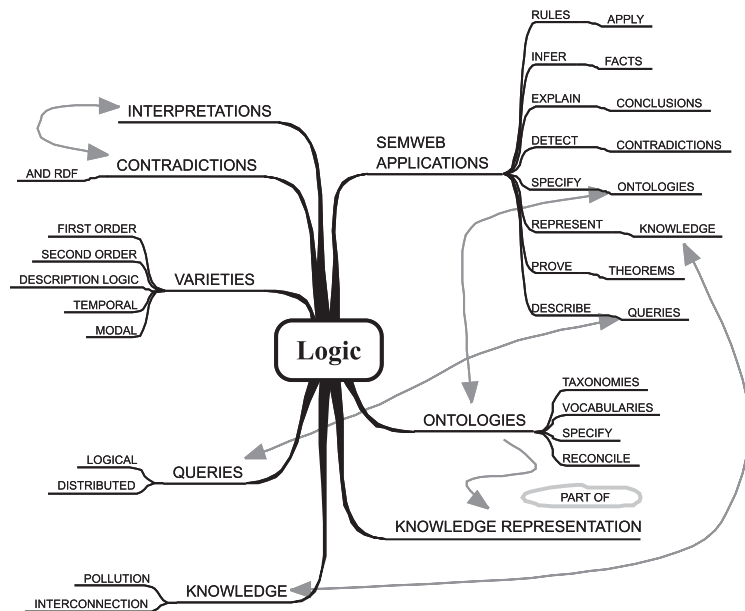 RULES
APPLY
INFER
FACTS
EXPLAIN
CONCLUSIONS
DETECT
CONTRADICTIONS
SPECIFY
ONTOLOGIES
REPRESENT
KNOWLEDGE
PROVE
THEOREMS
DESCRIBE
QUERIES
SEMWEB
APPLICATIONS
INTERPRETATIONS
CONTRADICTIONS
AND RDF
VARIETIES
FIRST ORDER
SECOND ORDER
DESCRIPTION LOGIC
TEMPORAL
MODAL
Logic
ONTOLOGIES
TAXONOMIES
VOCABULARIES
SPECIFY
RECONCILE
PART OF
KNOWLEDGE REPRESENTATION
QUERIES
LOGICAL
DISTRIBUTED
KNOWLEDGE
POLLUTION
INTERCONNECTION